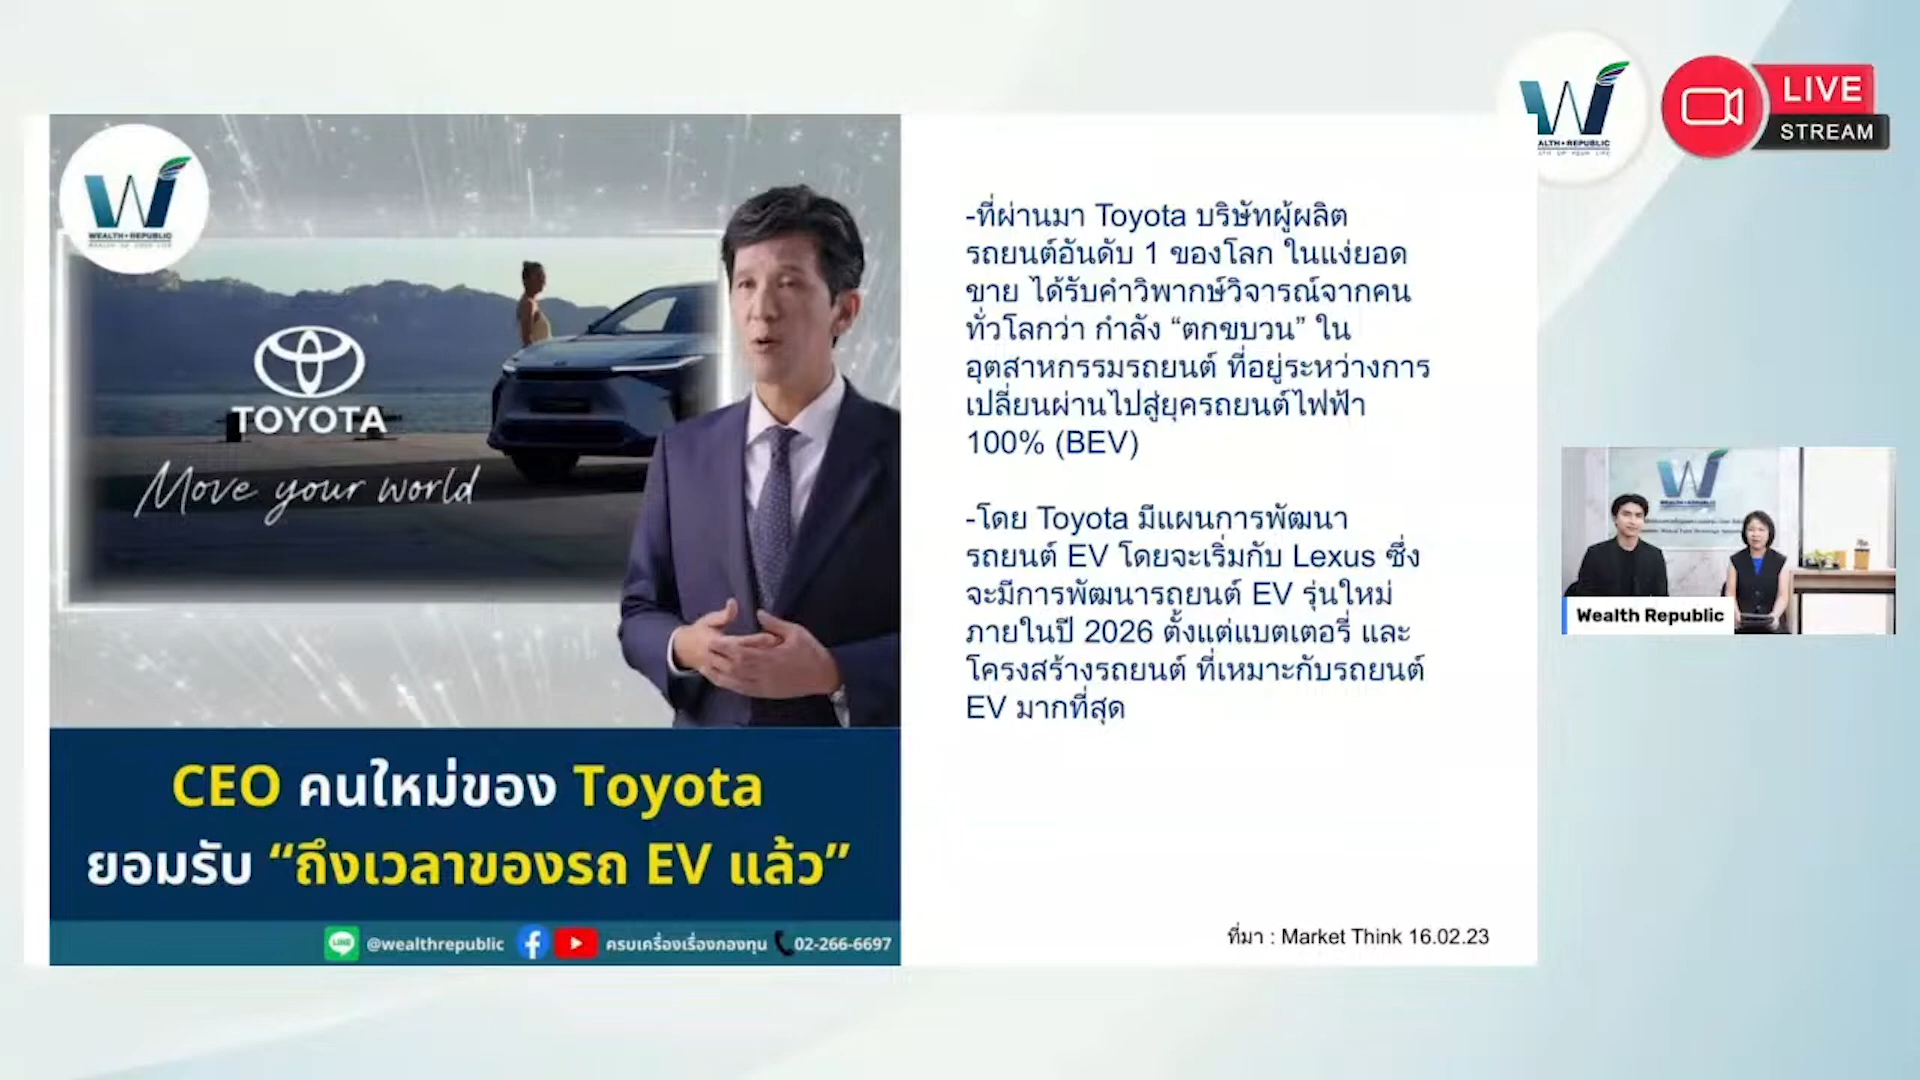 WEALTH+REPUBLIC
TOYOTA
Move your world
CEO คนใหม่ของ Toyota
ยอมรับ “ถึงเวลาของรถ EV แล้ว”
LINE @wealthrepublic ครบเครื่องเรื่องกองทุน 02-266-6697
-ที่ผ่านมา Toyota บริษัทผู้ผลิต
รถยนต์อันดับ 1 ของโลก ในแง่ยอด
ขาย ได้รับคำวิพากษ์วิจารณ์จากคน
ทั่วโลกว่า กำลัง “ตกขบวน” ใน
อุตสาหกรรมรถยนต์ ที่อยู่ระหว่างการ
เปลี่ยนผ่านไปสู่ยุครถยนต์ไฟฟ้า
100% (BEV)
-โดย Toyota มีแผนการพัฒนา
รถยนต์ EV โดยจะเริ่มกับ Lexus ซึ่ง
จะมีการพัฒนารถยนต์ EV รุ่นใหม่
ภายในปี 2026 ตั้งแต่แบตเตอรี่ และ
โครงสร้างรถยนต์ ที่เหมาะกับรถยนต์
EV มากที่สุด
ที่มา : Market Think 16.02.23
ALTH+REPUBLIC
LIVE
STREAM
Wealth Republic